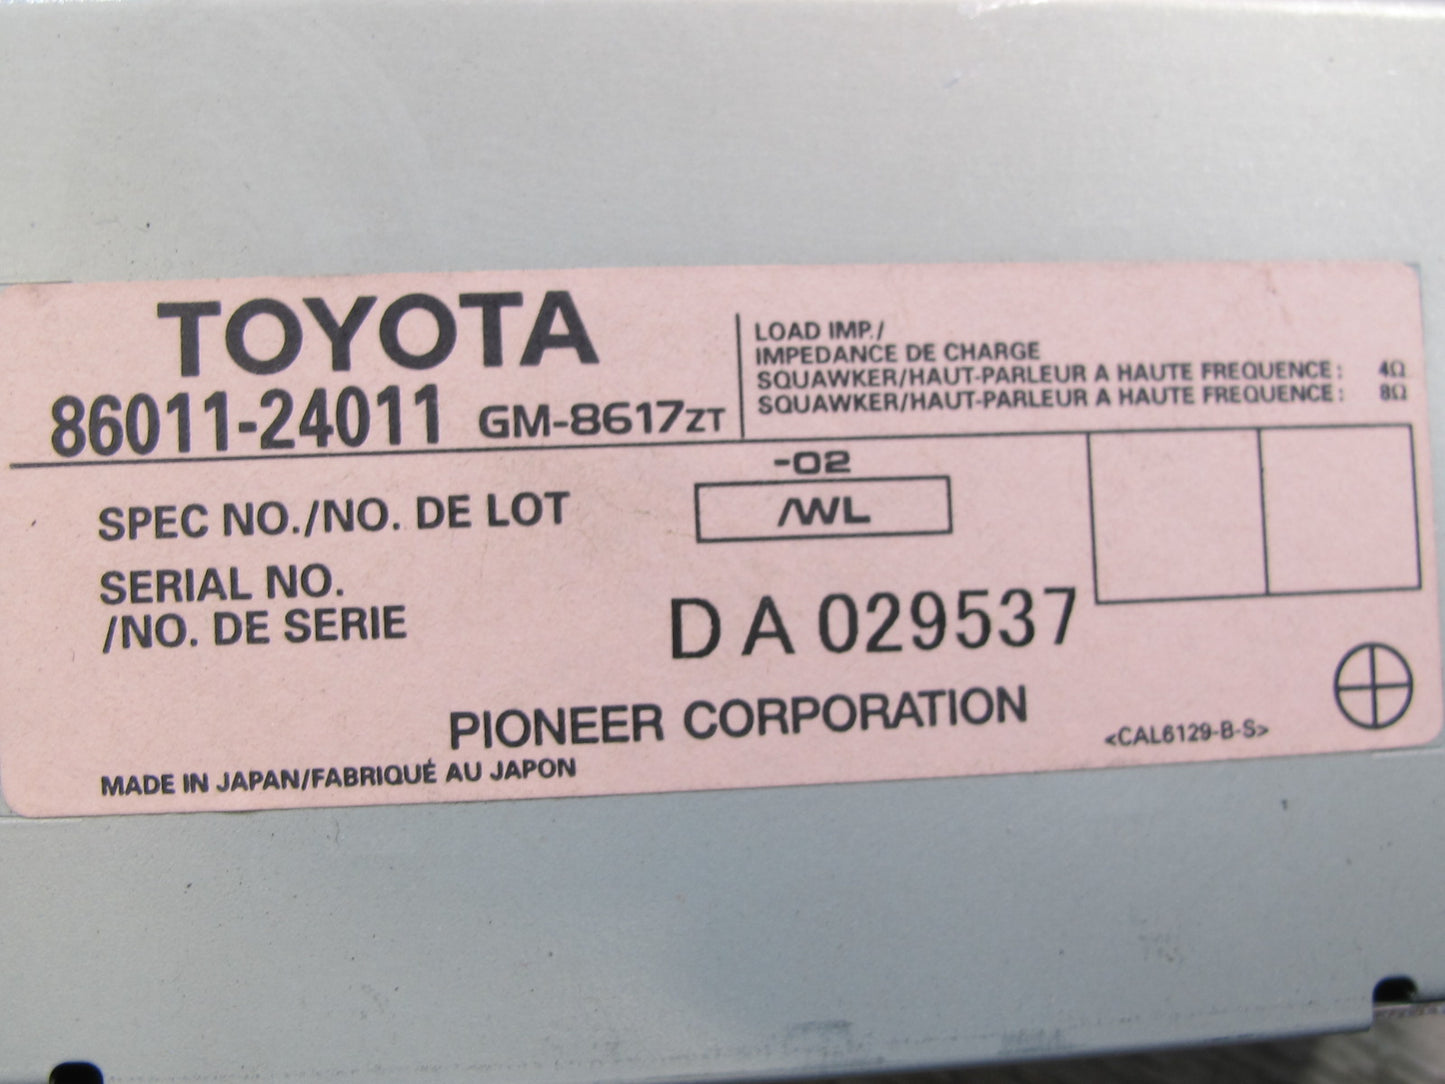 TOYOTA
86011-24011 GM-8617ZT
LOAD IMP./
IMPEDANCE DE CHARGE
SQUAWKER/HAUT-PARLEUR A HAUTE FREQUENCE: 4Ω
SQUAWKER/HAUT-PARLEUR A HAUTE FREQUENCE: 8Ω
-02
SPEC NO./NO. DE LOT /WL
SERIAL NO.
/NO. DE SERIE DA029537
PIONEER CORPORATION
<CAL6129-B-S>
MADE IN JAPAN/FABRIQUÉ AU JAPON